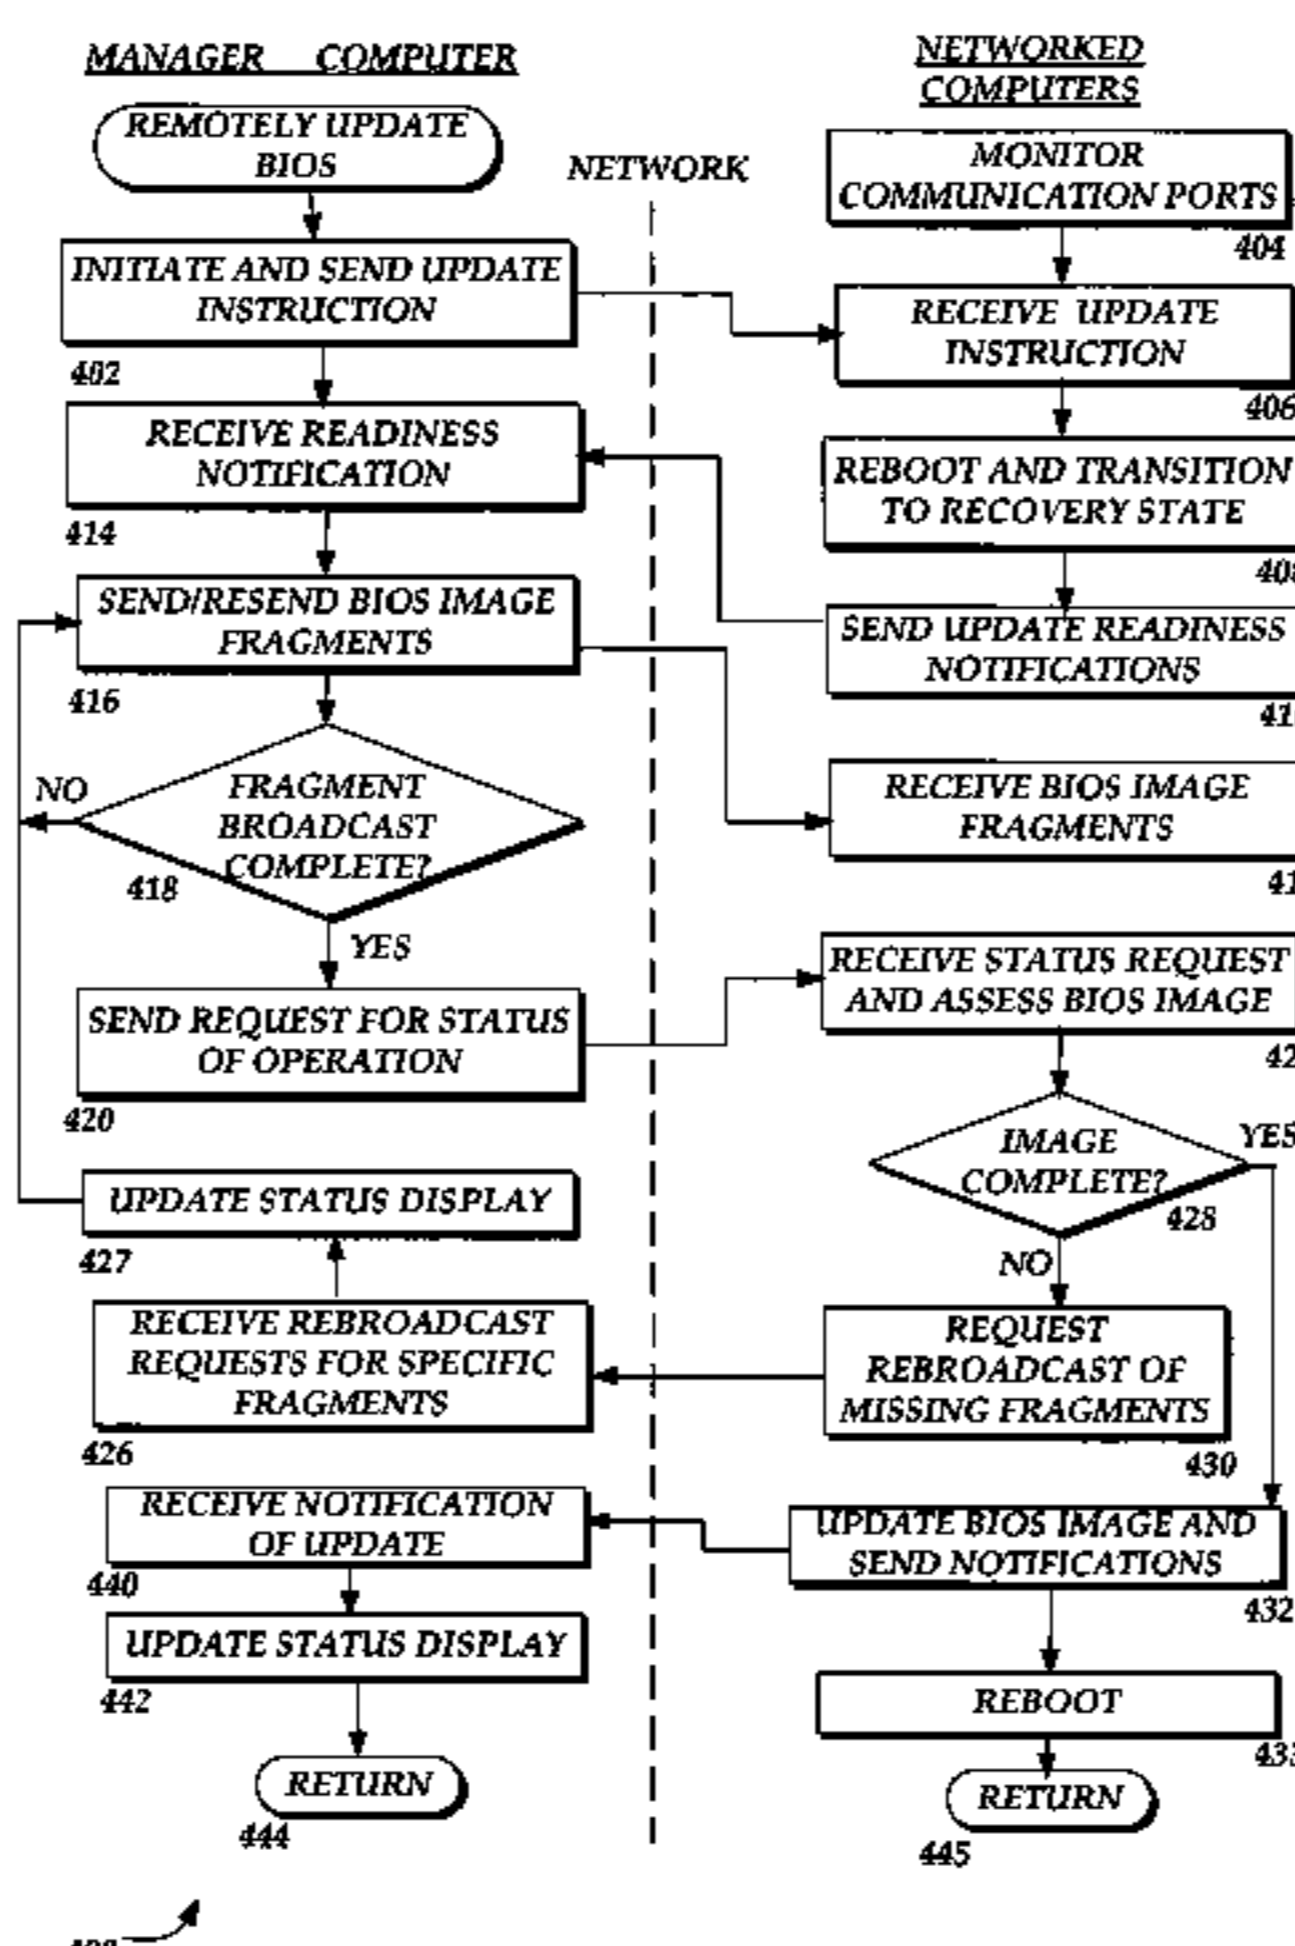 MANAGER COMPUTER
REMOTELY UPDATE
BIOS
INITIATE AND SEND UPDATE
INSTRUCTION
402
RECEIVE READINESS
NOTIFICATION
414
SEND/RESEND BIOS IMAGE
FRAGMENTS
416
FRAGMENT
BROADCAST
COMPLETE?
NO
418
YES
SEND REQUEST FOR STATUS
OF OPERATION
420
UPDATE STATUS DISPLAY
427
RECEIVE REBROADCAST
REQUESTS FOR SPECIFIC
FRAGMENTS
426
RECEIVE NOTIFICATION
OF UPDATE
440
UPDATE STATUS DISPLAY
442
RETURN
444
NETWORK
NETWORKED
COMPUTERS
MONITOR
COMMUNICATION PORTS
404
RECEIVE UPDATE
INSTRUCTION
406
REBOOT AND TRANSITION
TO RECOVERY STATE
SEND UPDATE READINESS
NOTIFICATIONS
RECEIVE BIOS IMAGE
FRAGMENTS
RECEIVE STATUS REQUEST
AND ASSESS BIOS IMAGE
IMAGE
COMPLETE?
YES
428
NO
REQUEST
REBROADCAST OF
MISSING FRAGMENTS
430
UPDATE BIOS IMAGE AND
SEND NOTIFICATIONS
432
REBOOT
433
RETURN
445